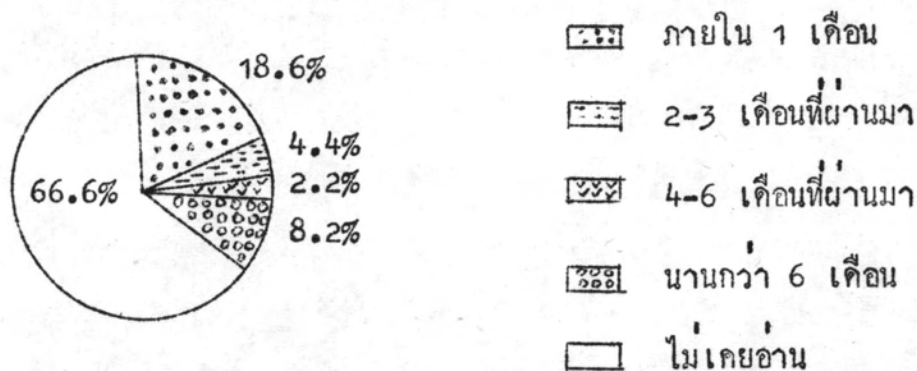 18.6%
4.4%
66.6%
2.2%
8.2%
ภายใน 1 เดือน
2-3 เดือนที่ผ่านมา
4-6 เดือนที่ผ่านมา
นานกว่า 6 เดือน
ไม่เคยอ่าน